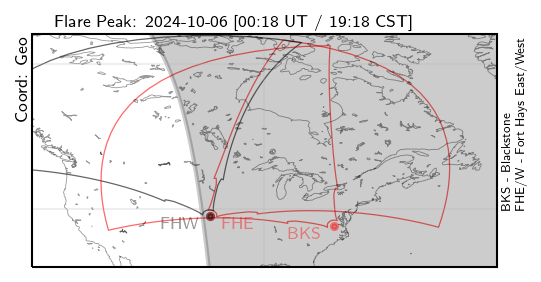 Flare Peak: 2024-10-06 [00:18 UT / 19:18 CST]
Coord: Geo
FHW
FHE
BKS
BKS - Blackstone
FHE/W - Fort Hays East/West